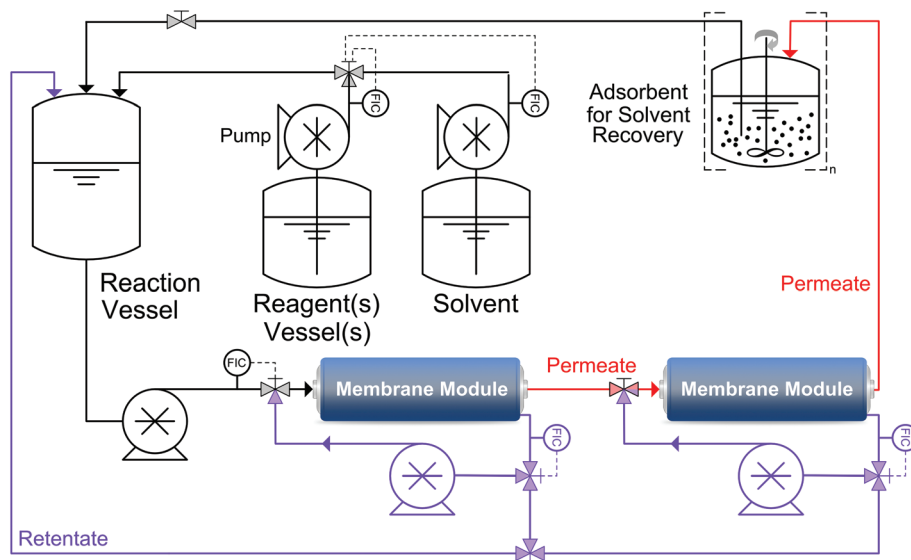 FIC
FIC
Adsorbent
for Solvent
Recovery
Pump
n
Reaction
Vessel
Reagent(s)
Vessel(s)
Solvent
Permeate
FIC
Membrane Module
Permeate
Membrane Module
FIC
FIC
Retentate